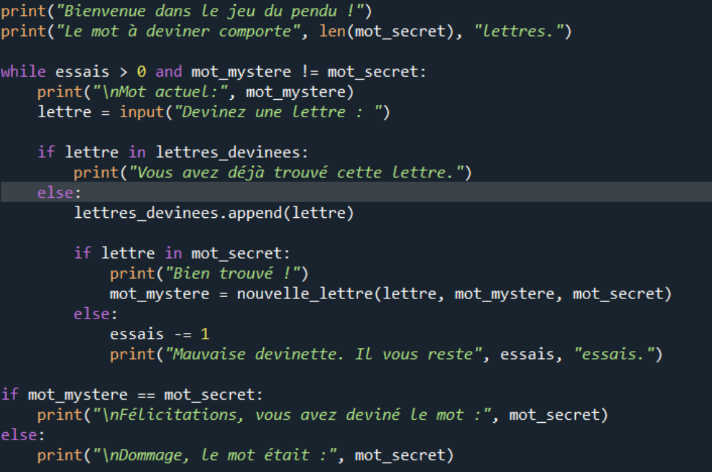 print("Bienvenue dans le jeu du pendu !")
print("Le mot à deviner comporte", len(mot_secret), "lettres.")

while essais > 0 and mot_mystere != mot_secret:
    print("\nMot actuel:", mot_mystere)
    lettre = input("Devinez une lettre : ")

    if lettre in lettres_devinees:
        print("Vous avez déjà trouvé cette lettre.")
    else:
        lettres_devinees.append(lettre)

        if lettre in mot_secret:
            print("Bien trouvé !")
            mot_mystere = nouvelle_lettre(lettre, mot_mystere, mot_secret)
        else:
            essais -= 1
            print("Mauvaise devinette. Il vous reste", essais, "essais.")

if mot_mystere == mot_secret:
    print("\nFélicitations, vous avez deviné le mot :", mot_secret)
else:
    print("\nDommage, le mot était :", mot_secret)